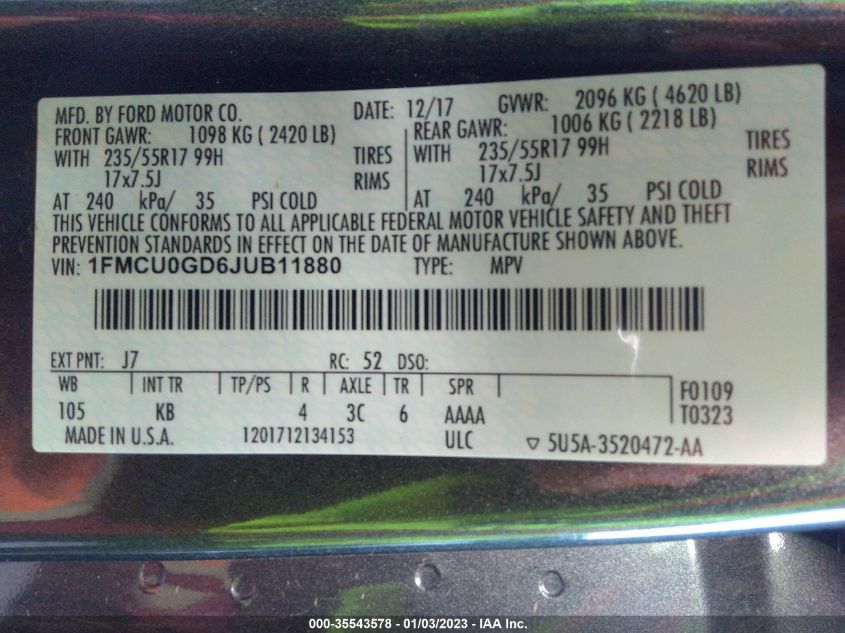 MFD. BY FORD MOTOR CO. DATE: 12/17 GVWR: 2096 KG ( 4620 LB)
FRONT GAWR: 1098 KG ( 2420 LB) REAR GAWR: 1006 KG ( 2218 LB)
WITH 235/55R17 99H TIRES WITH 235/55R17 99H TIRES
17x7.5J RIMS 17x7.5J RIMS
AT 240 kPa/ 35 PSI COLD AT 240 kPa/ 35 PSI COLD
THIS VEHICLE CONFORMS TO ALL APPLICABLE FEDERAL MOTOR VEHICLE SAFETY AND THEFT
PREVENTION STANDARDS IN EFFECT ON THE DATE OF MANUFACTURE SHOWN ABOVE.
VIN: 1FMCU0GD6JUB11880 TYPE: MPV
EXT PNT: J7 RC: 52 DSO:
WB INT TR TP/PS R AXLE TR SPR F0109
105 KB 4 3C 6 AAAA T0323
MADE IN U.S.A. 1201712134153 ULC ▽ 5U5A-3520472-AA
000-35543578 - 01/03/2023 - IAA Inc.